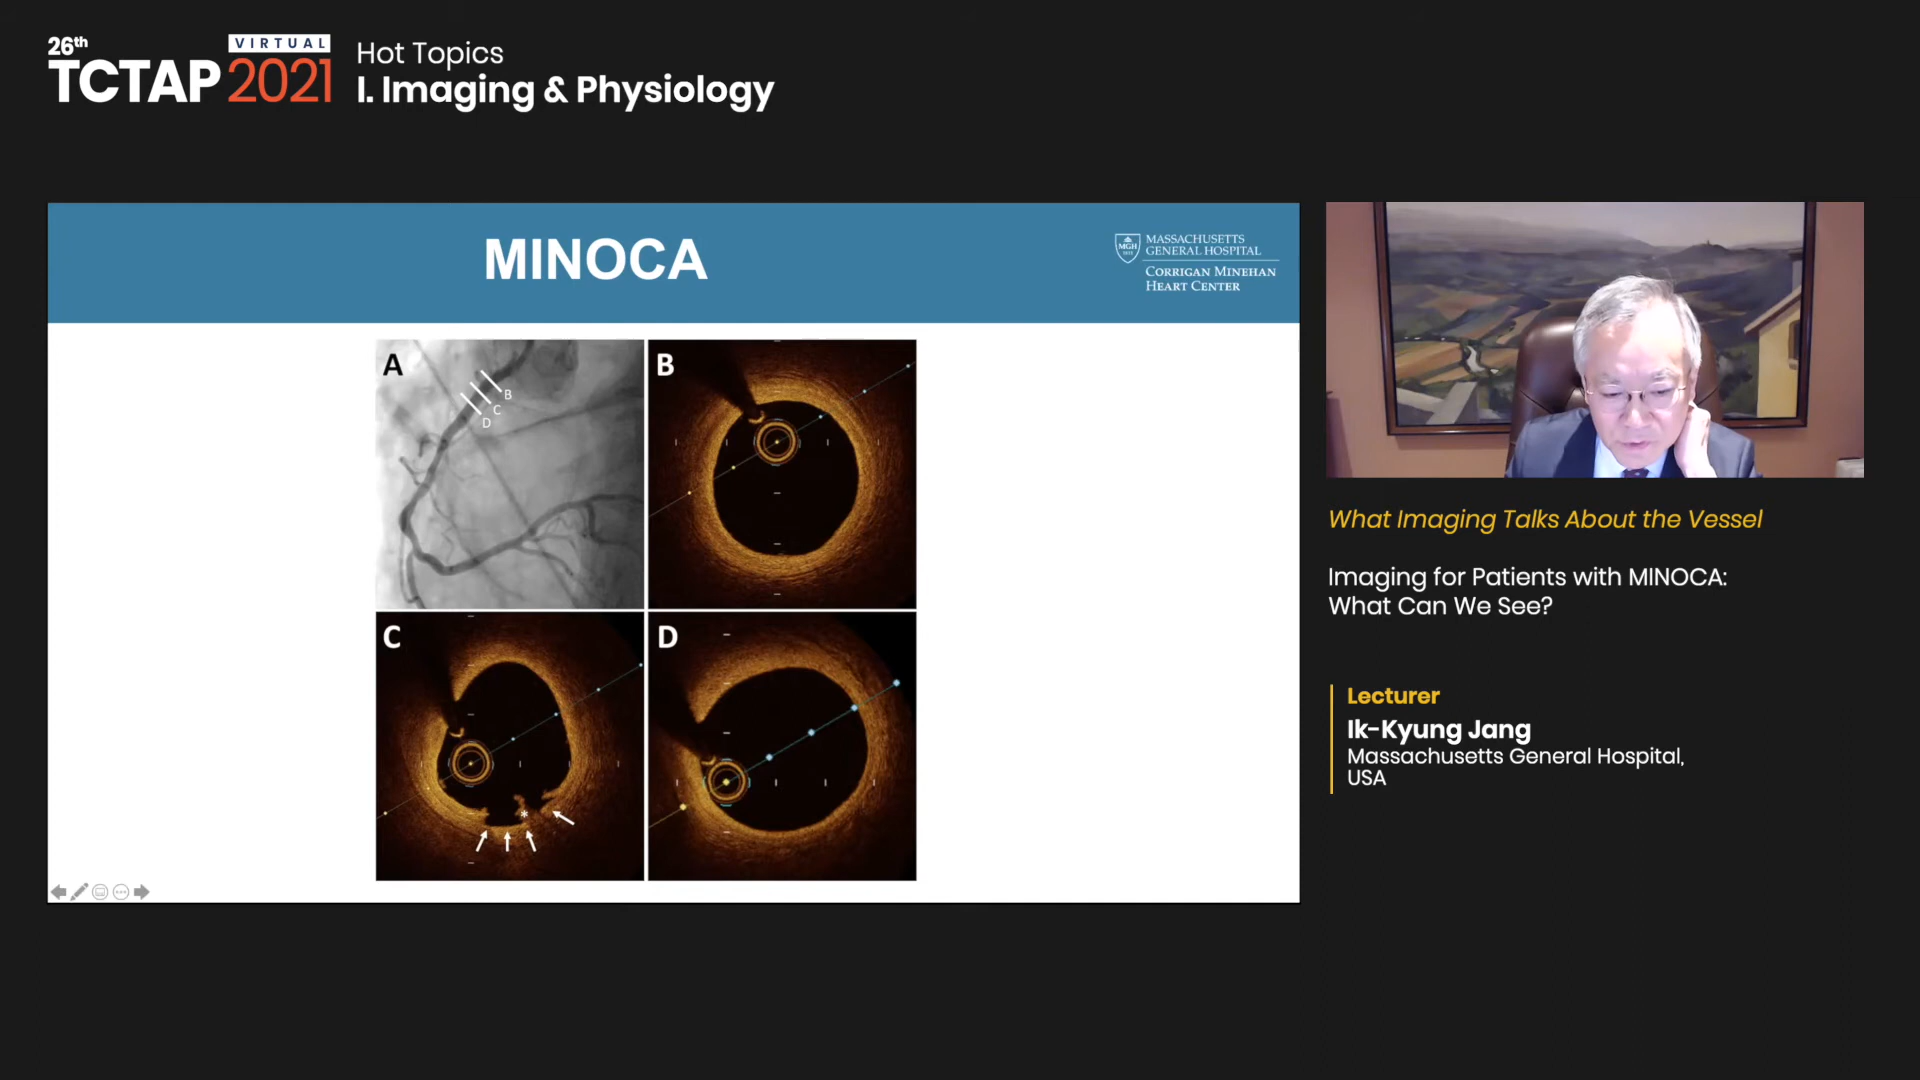 26th
VIRTUAL
TCTAP 2021
Hot Topics
I. Imaging & Physiology
MINOCA
MGH
1811
MASSACHUSETTS
GENERAL HOSPITAL
CORRIGAN MINEHAN
HEART CENTER
A
B
C
D
B
C
*
D
What Imaging Talks About the Vessel
Imaging for Patients with MINOCA:
What Can We See?
Lecturer
Ik-Kyung Jang
Massachusetts General Hospital,
USA